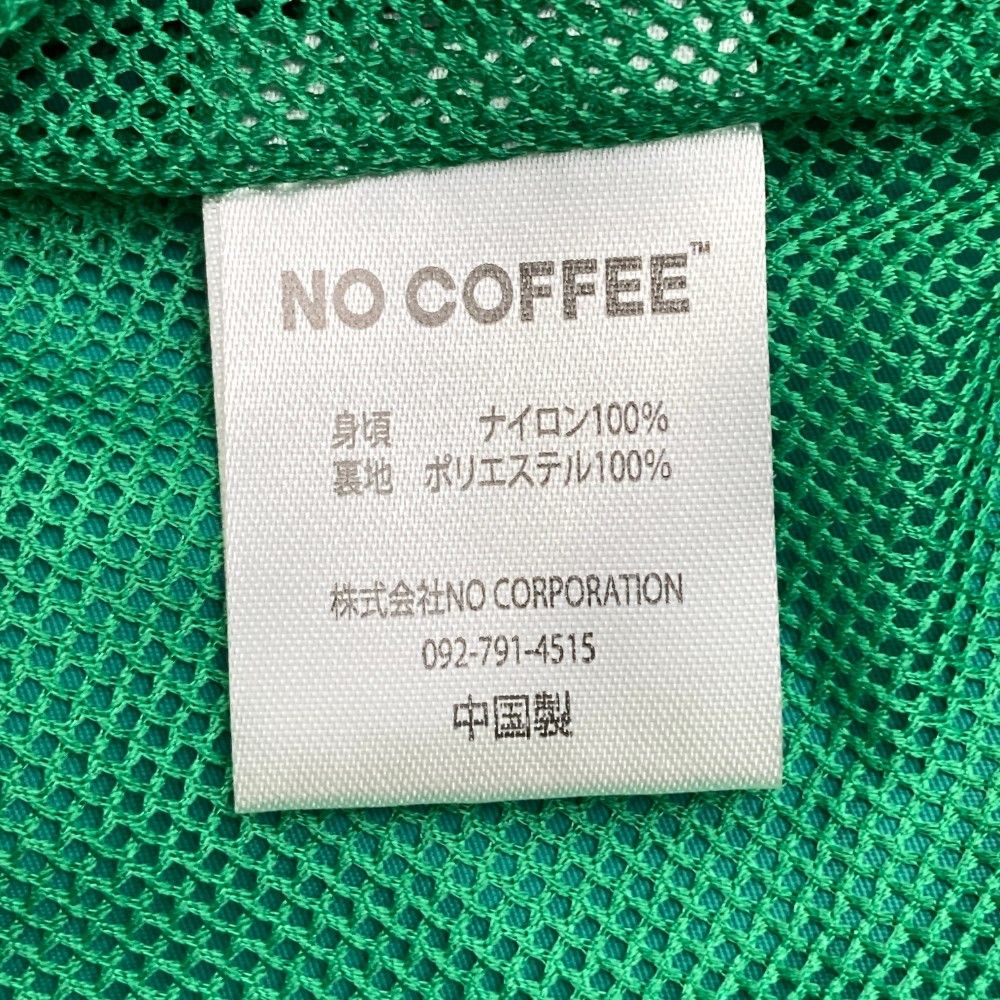 NO COFFEE™
身頃 ナイロン100%
裏地 ポリエステル100%
株式会社NO CORPORATION
092-791-4515
中国製